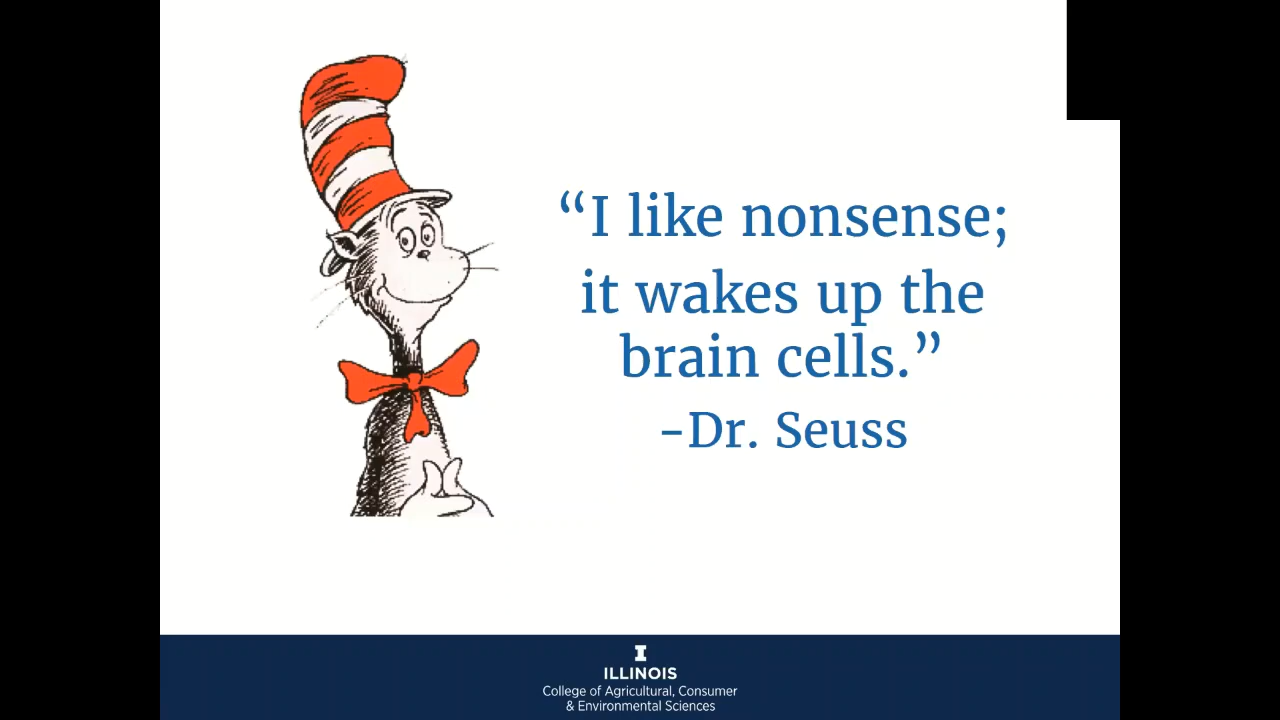 “I like nonsense;
it wakes up the
brain cells.”
-Dr. Seuss
I
ILLINOIS
College of Agricultural, Consumer
& Environmental Sciences